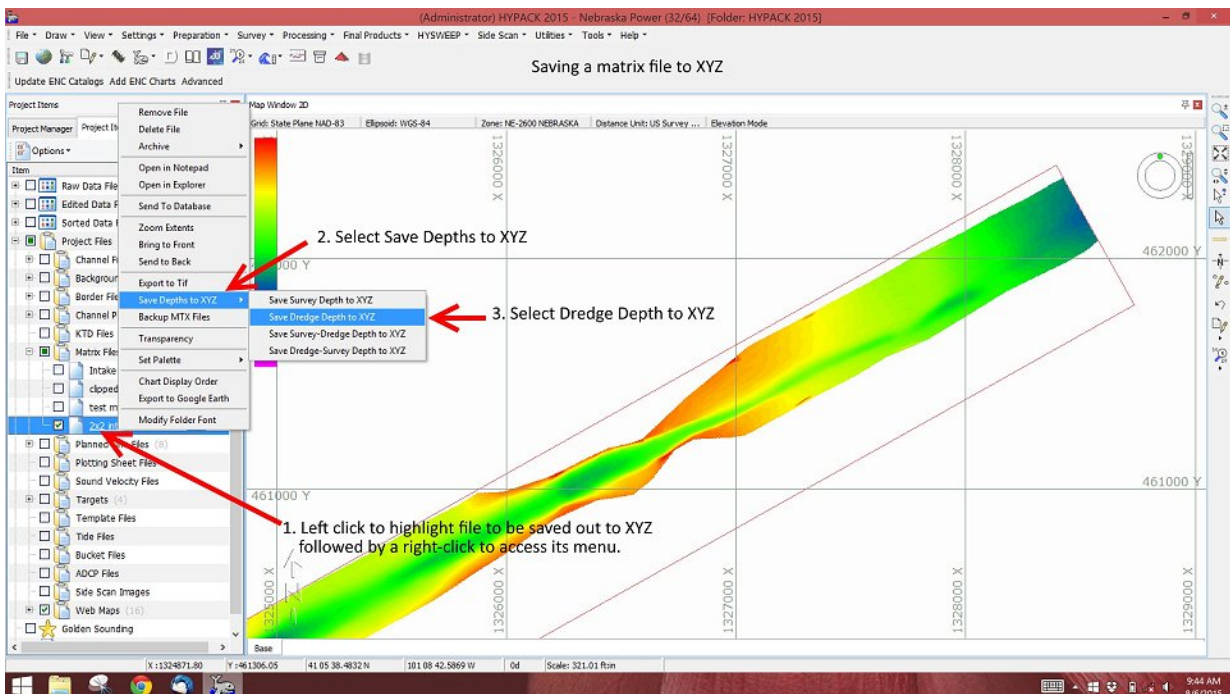 (Administrator) HYPACK 2015 - Nebraska Power (32/64) [Folder: HYPACK 2015]
File Draw View Settings Preparation Survey Processing Final Products HYSWEEP Side Scan Utilities Tools Help
Saving a matrix file to XYZ
Update ENC Catalogs Add ENC Charts Advanced
Project Items
Project Manager Project It
Options
Item
Raw Data File
Edited Data F
Sorted Data F
Project Files
Channel F
Backgrour
Border File
Channel P
KTD Files
Matrix Files
Intake
clipped
test m
2x2 int
Planned Files (8)
Plotting Sheet Files
Sound Velocity Files
Targets (4)
Template Files
Tide Files
Bucket Files
ADCP Files
Side Scan Images
Web Maps (16)
Golden Sounding
Remove File
Delete File
Archive
Open in Notepad
Open in Explorer
Send To Database
Zoom Extents
Bring to Front
Send to Back
Export to Tif
Save Depths to XYZ
Backup MTX Files
Transparency
Set Palette
Chart Display Order
Export to Google Earth
Modify Folder Font
Save Survey Depth to XYZ
Save Dredge Depth to XYZ
Save Survey-Dredge Depth to XYZ
Save Dredge-Survey Depth to XYZ
Map Window 2D
Grid: State Plane NAD-83 Ellipsoid: WGS-84 Zone: NE-2600 NEBRASKA Distance Unit: US Survey ... Elevation Mode
1326000 X
1327000 X
1328000 X
1329000 X
2. Select Save Depths to XYZ
000 Y
462000 Y
3. Select Dredge Depth to XYZ
461000 Y
461000 Y
1. Left click to highlight file to be saved out to XYZ
followed by a right-click to access its menu.
1325000 X
1326000 X
1327000 X
1328000 X
1329000 X
Base
X :1324871.80 Y :461306.05 41 05 38.4832 N 101 08 42.5869 W 0d Scale: 321.01 ft:in
9:44 AM